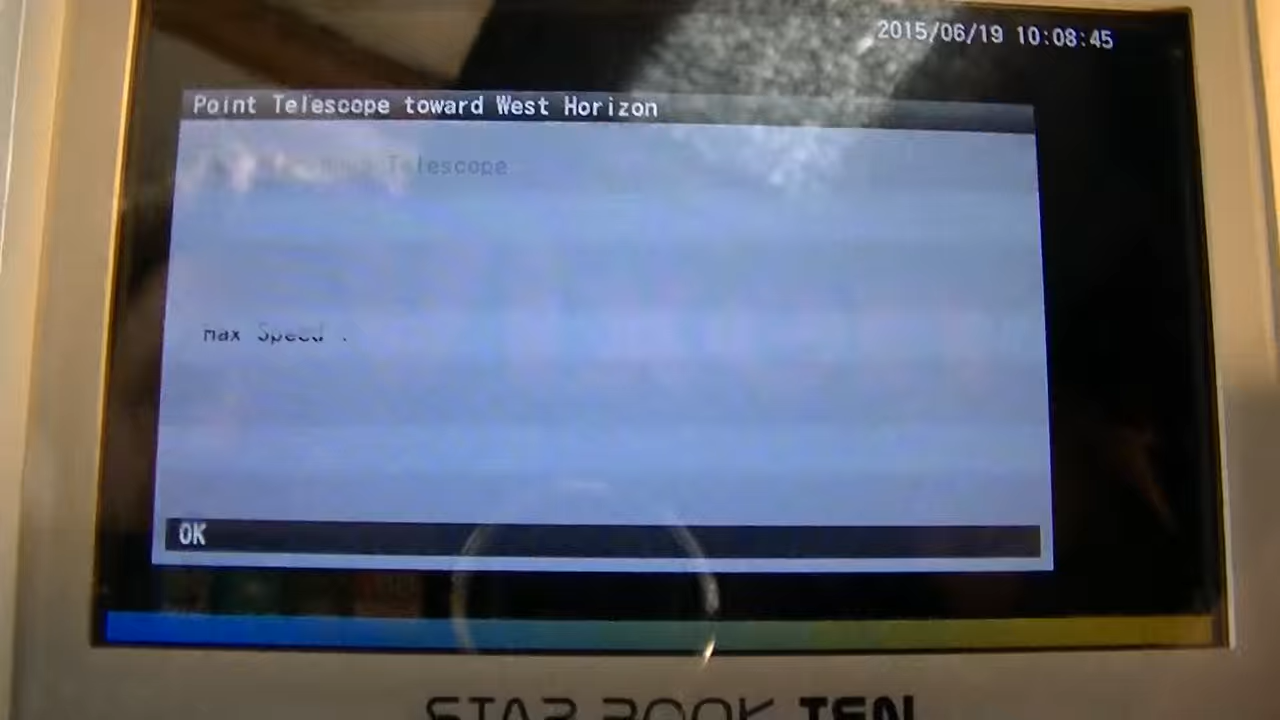 2015/06/19 10:08:45
Point Telescope toward West Horizon
Telescope
max Speed .
OK
STAR BOOK TEN